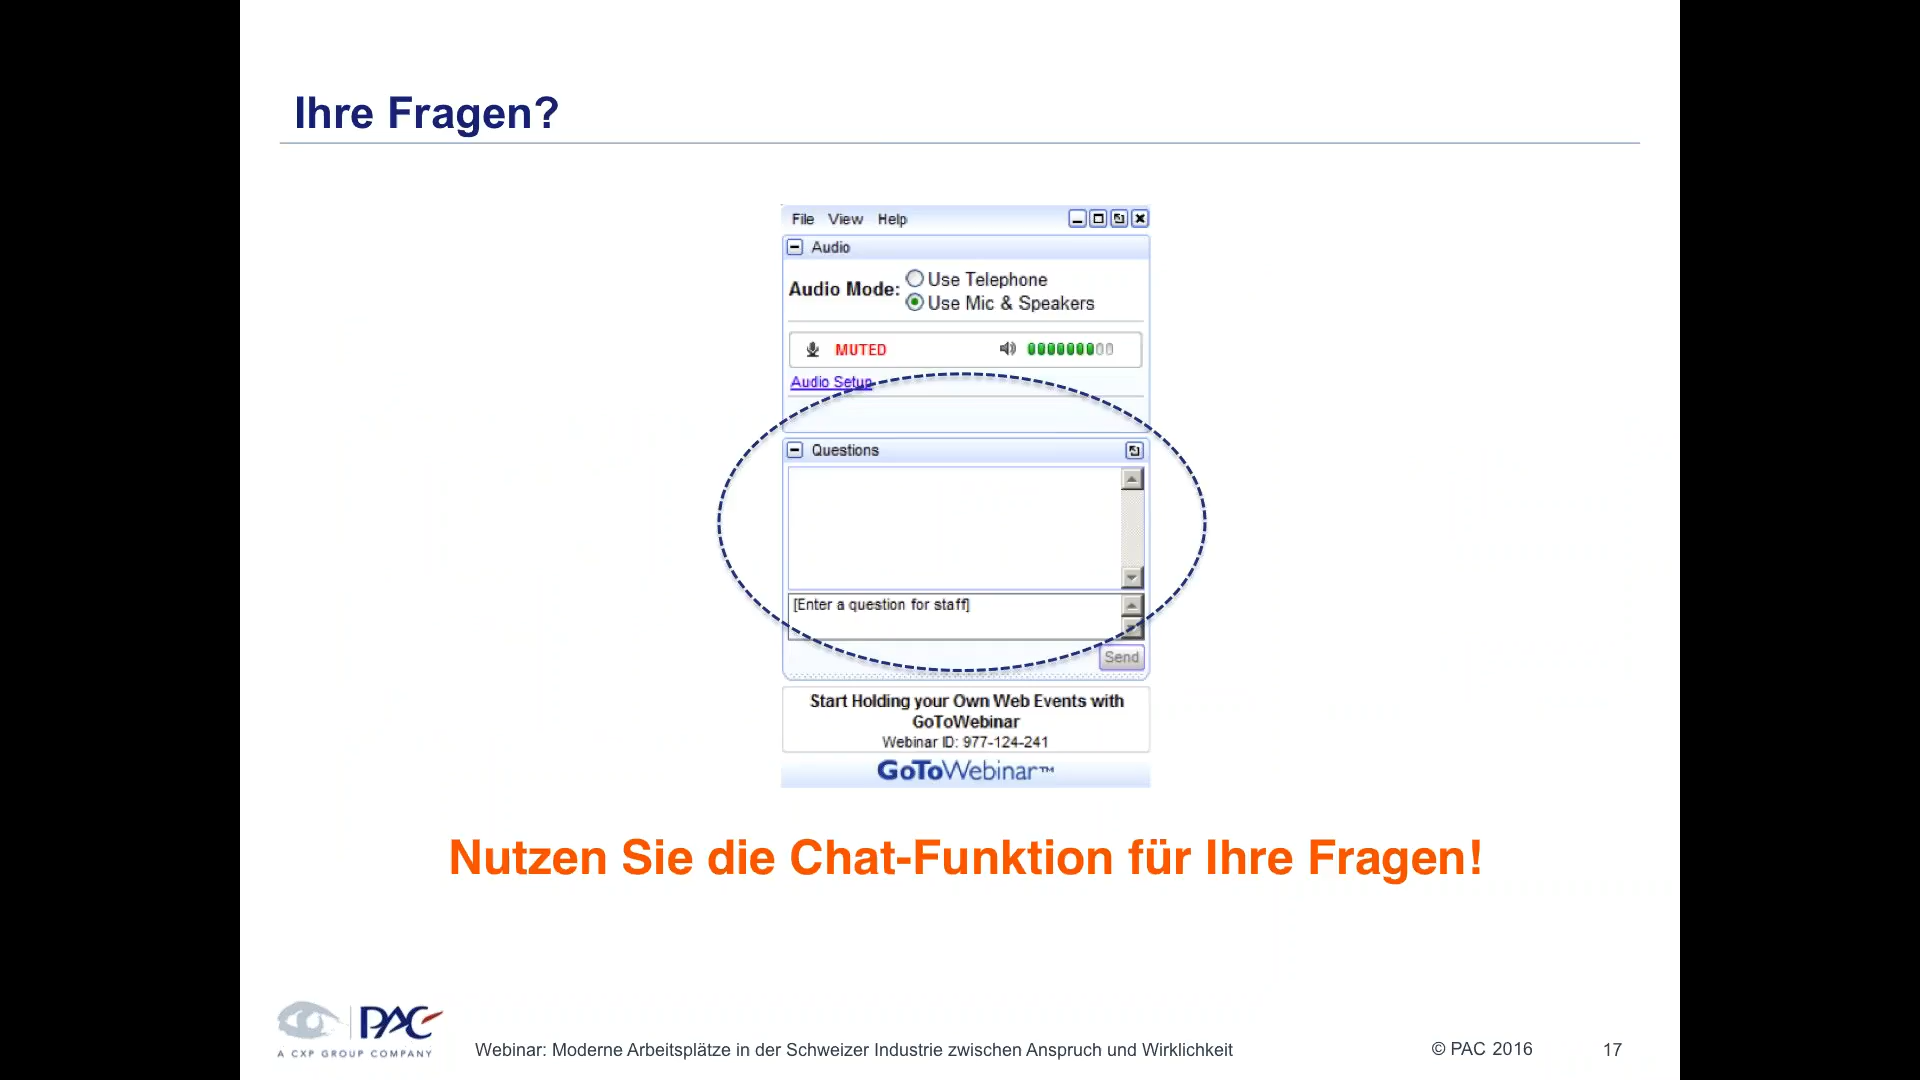 Ihre Fragen?
File View Help
Audio
Audio Mode:
Use Telephone
Use Mic & Speakers
MUTED
Audio Setup
Questions
[Enter a question for staff]
Send
Start Holding your Own Web Events with
GoToWebinar
Webinar ID: 977-124-241
GoToWebinar™
Nutzen Sie die Chat-Funktion für Ihre Fragen!
PAC
A CXP GROUP COMPANY
Webinar: Moderne Arbeitsplätze in der Schweizer Industrie zwischen Anspruch und Wirklichkeit
© PAC 2016
17